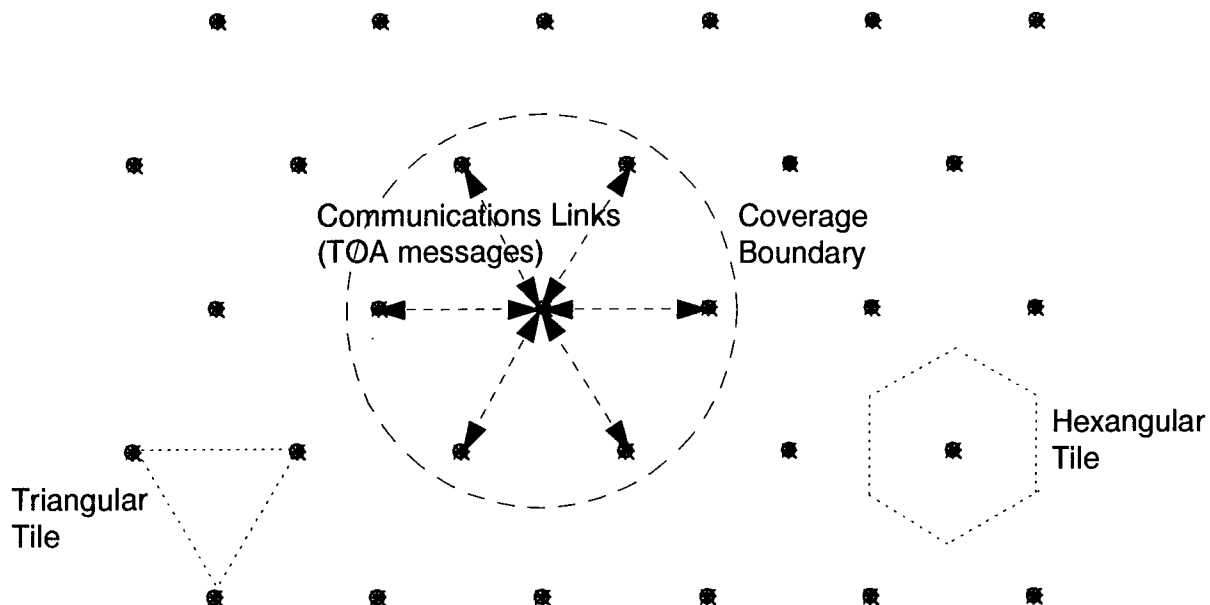 Communications Links
(TOA messages)
Coverage
Boundary
Hexangular
Tile
Triangular
Tile